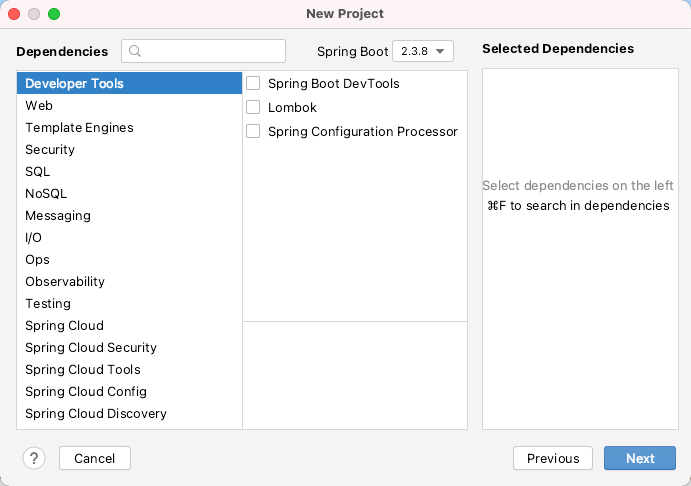 New Project
Dependencies
Spring Boot 2.3.8
Selected Dependencies
Developer Tools
Web
Template Engines
Security
SQL
NoSQL
Messaging
I/O
Ops
Observability
Testing
Spring Cloud
Spring Cloud Security
Spring Cloud Tools
Spring Cloud Config
Spring Cloud Discovery
Spring Boot DevTools
Lombok
Spring Configuration Processor
Select dependencies on the left
⌘F to search in dependencies
?
Cancel
Previous
Next